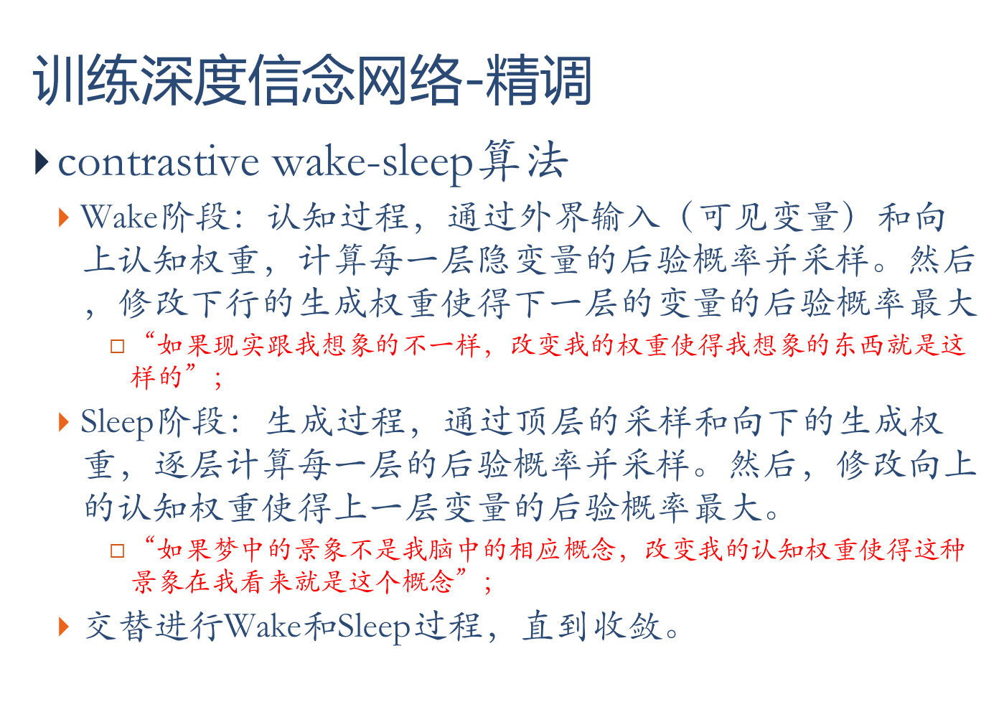 训练深度信念网络-精调
contrastive wake-sleep算法
Wake阶段：认知过程，通过外界输入（可见变量）和向
上认知权重，计算每一层隐变量的后验概率并采样。然后
，修改下行的生成权重使得下一层的变量的后验概率最大
“如果现实跟我想象的不一样，改变我的权重使得我想象的东西就是这
样的”；
Sleep阶段：生成过程，通过顶层的采样和向下的生成权
重，逐层计算每一层的后验概率并采样。然后，修改向上
的认知权重使得上一层变量的后验概率最大。
“如果梦中的景象不是我脑中的相应概念，改变我的认知权重使得这种
景象在我看来就是这个概念”；
交替进行Wake和Sleep过程，直到收敛。